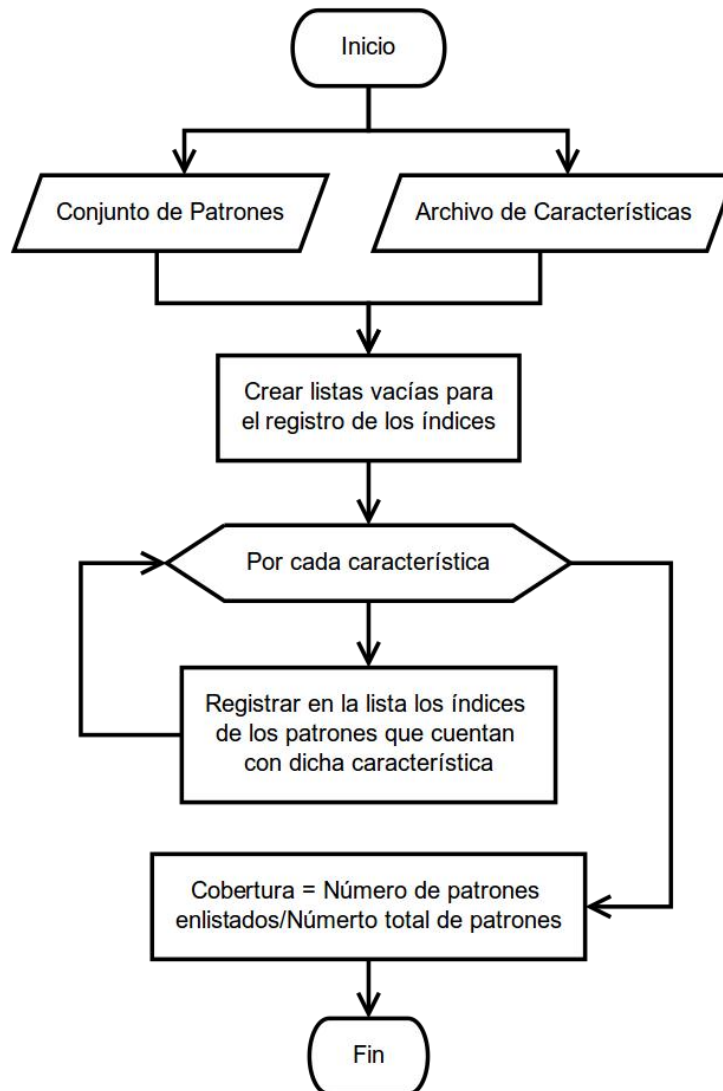 Inicio
Conjunto de Patrones
Archivo de Características
Crear listas vacías para
el registro de los índices
Por cada característica
Registrar en la lista los índices
de los patrones que cuentan
con dicha característica
Cobertura = Número de patrones
enlistados/Númerto total de patrones
Fin